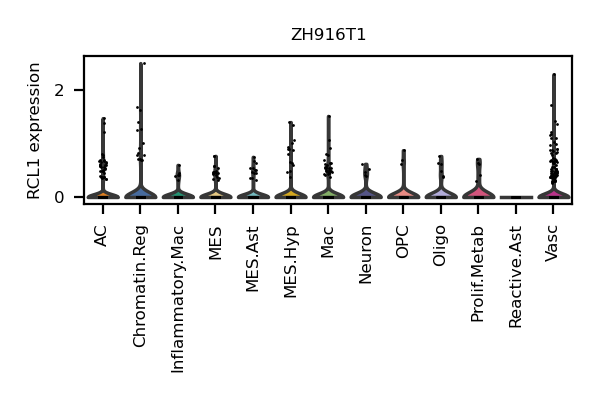 ZH916T1
RCL1 expression
2
0
AC
Chromatin.Reg
Inflammatory.Mac
MES
MES.Ast
MES.Hyp
Mac
Neuron
OPC
Oligo
Prolif.Metab
Reactive.Ast
Vasc